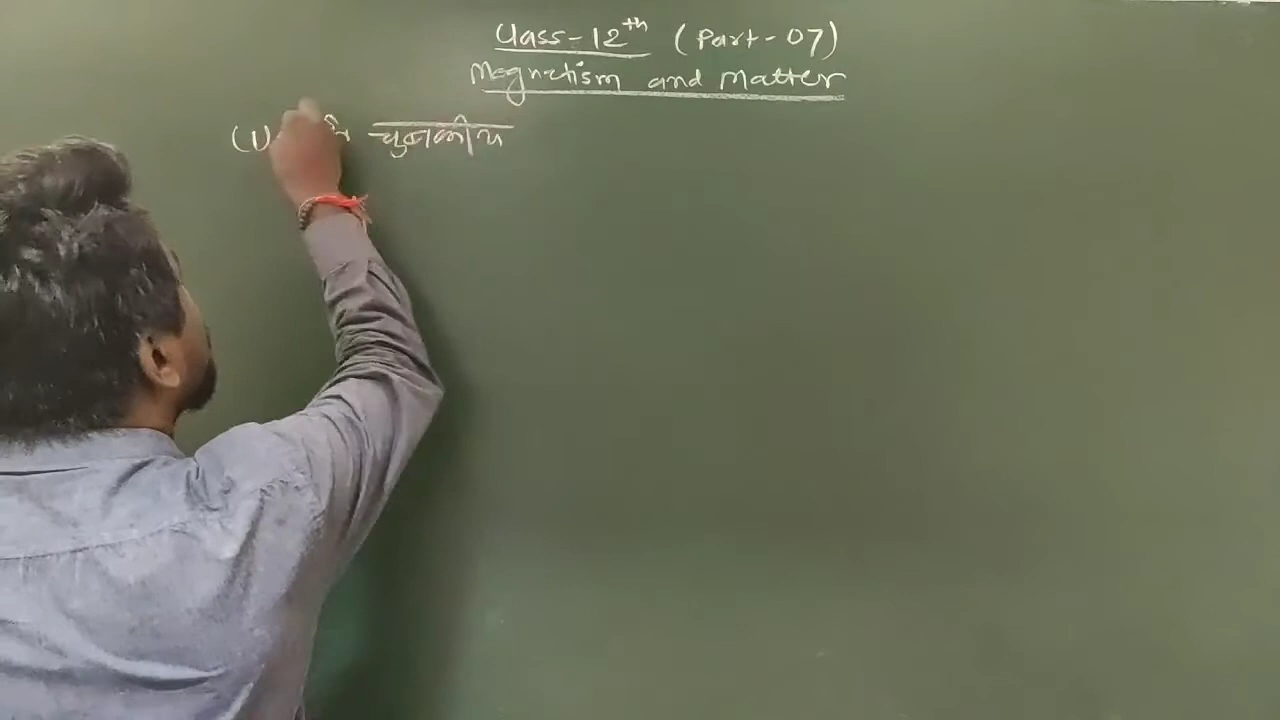 Class-12th (Part-07)
Magnetism and Matter
(1) चुम्बकीय